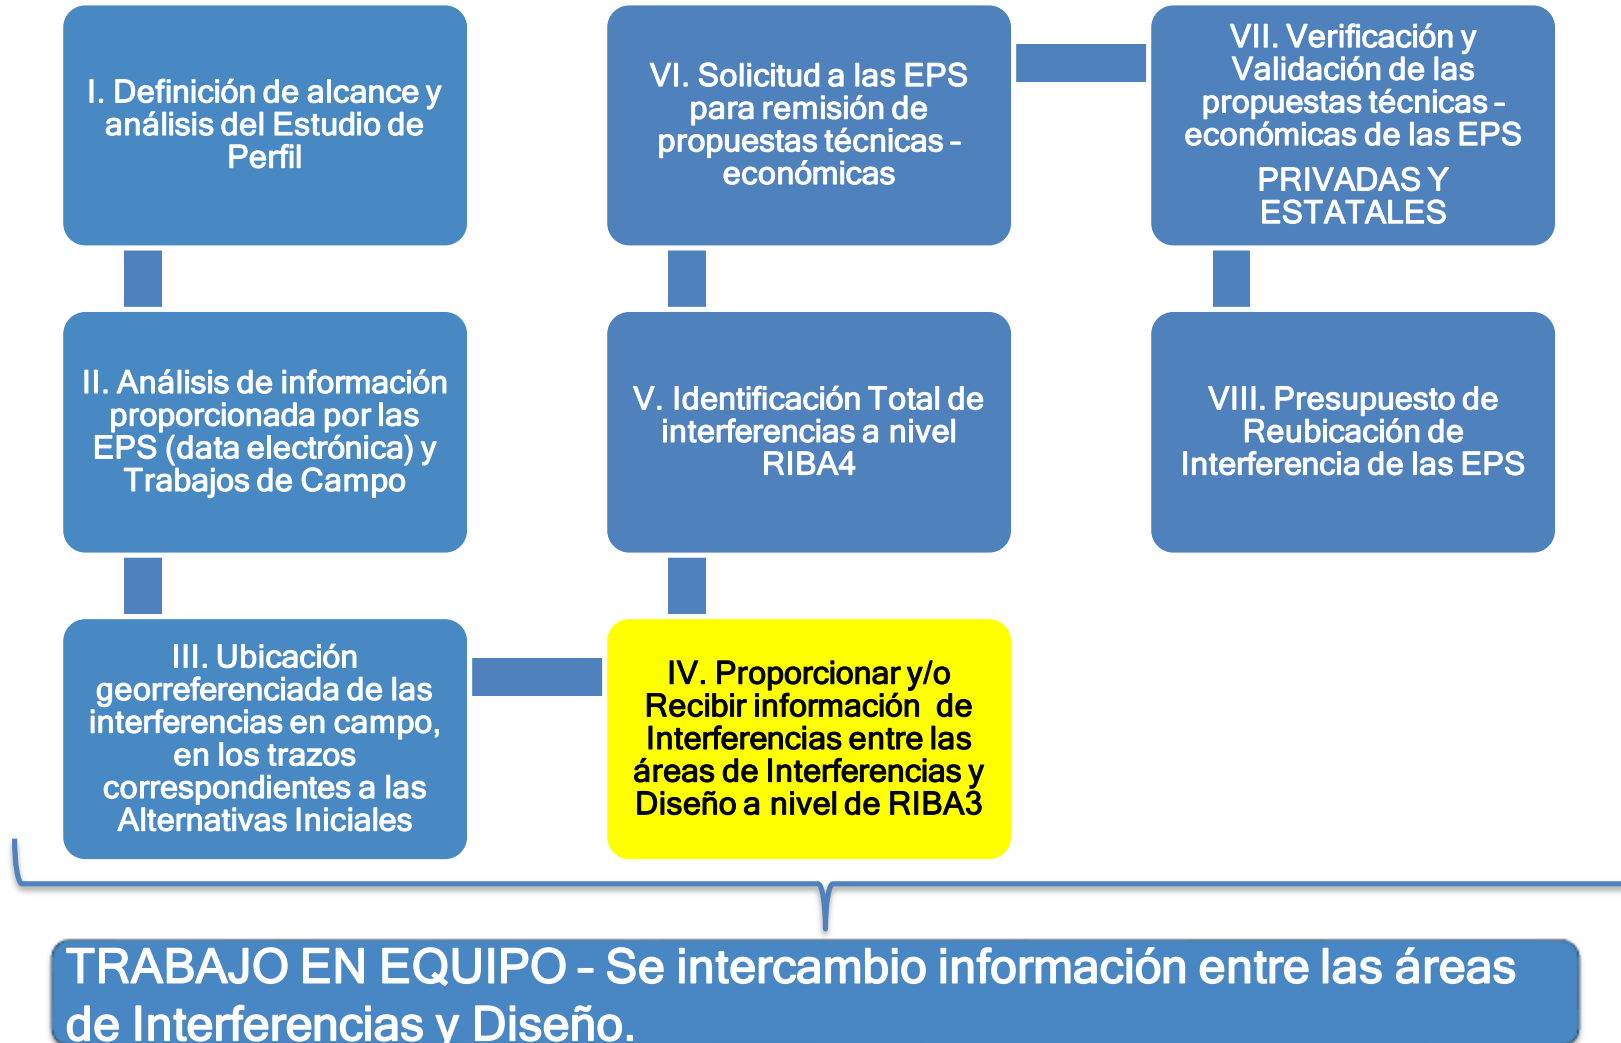 I. Definición de alcance y
análisis del Estudio de
Perfil
II. Análisis de información
proporcionada por las
EPS (data electrónica) y
Trabajos de Campo
III. Ubicación
georreferenciada de las
interferencias en campo,
en los trazos
correspondientes a las
Alternativas Iniciales
IV. Proporcionar y/o
Recibir información de
Interferencias entre las
áreas de Interferencias y
Diseño a nivel de RIBA3
V. Identificación Total de
interferencias a nivel
RIBA4
VI. Solicitud a las EPS
para remisión de
propuestas técnicas -
económicas
VII. Verificación y
Validación de las
propuestas técnicas -
económicas de las EPS
PRIVADAS Y
ESTATALES
VIII. Presupuesto de
Reubicación de
Interferencia de las EPS
TRABAJO EN EQUIPO - Se intercambio información entre las áreas
de Interferencias y Diseño.